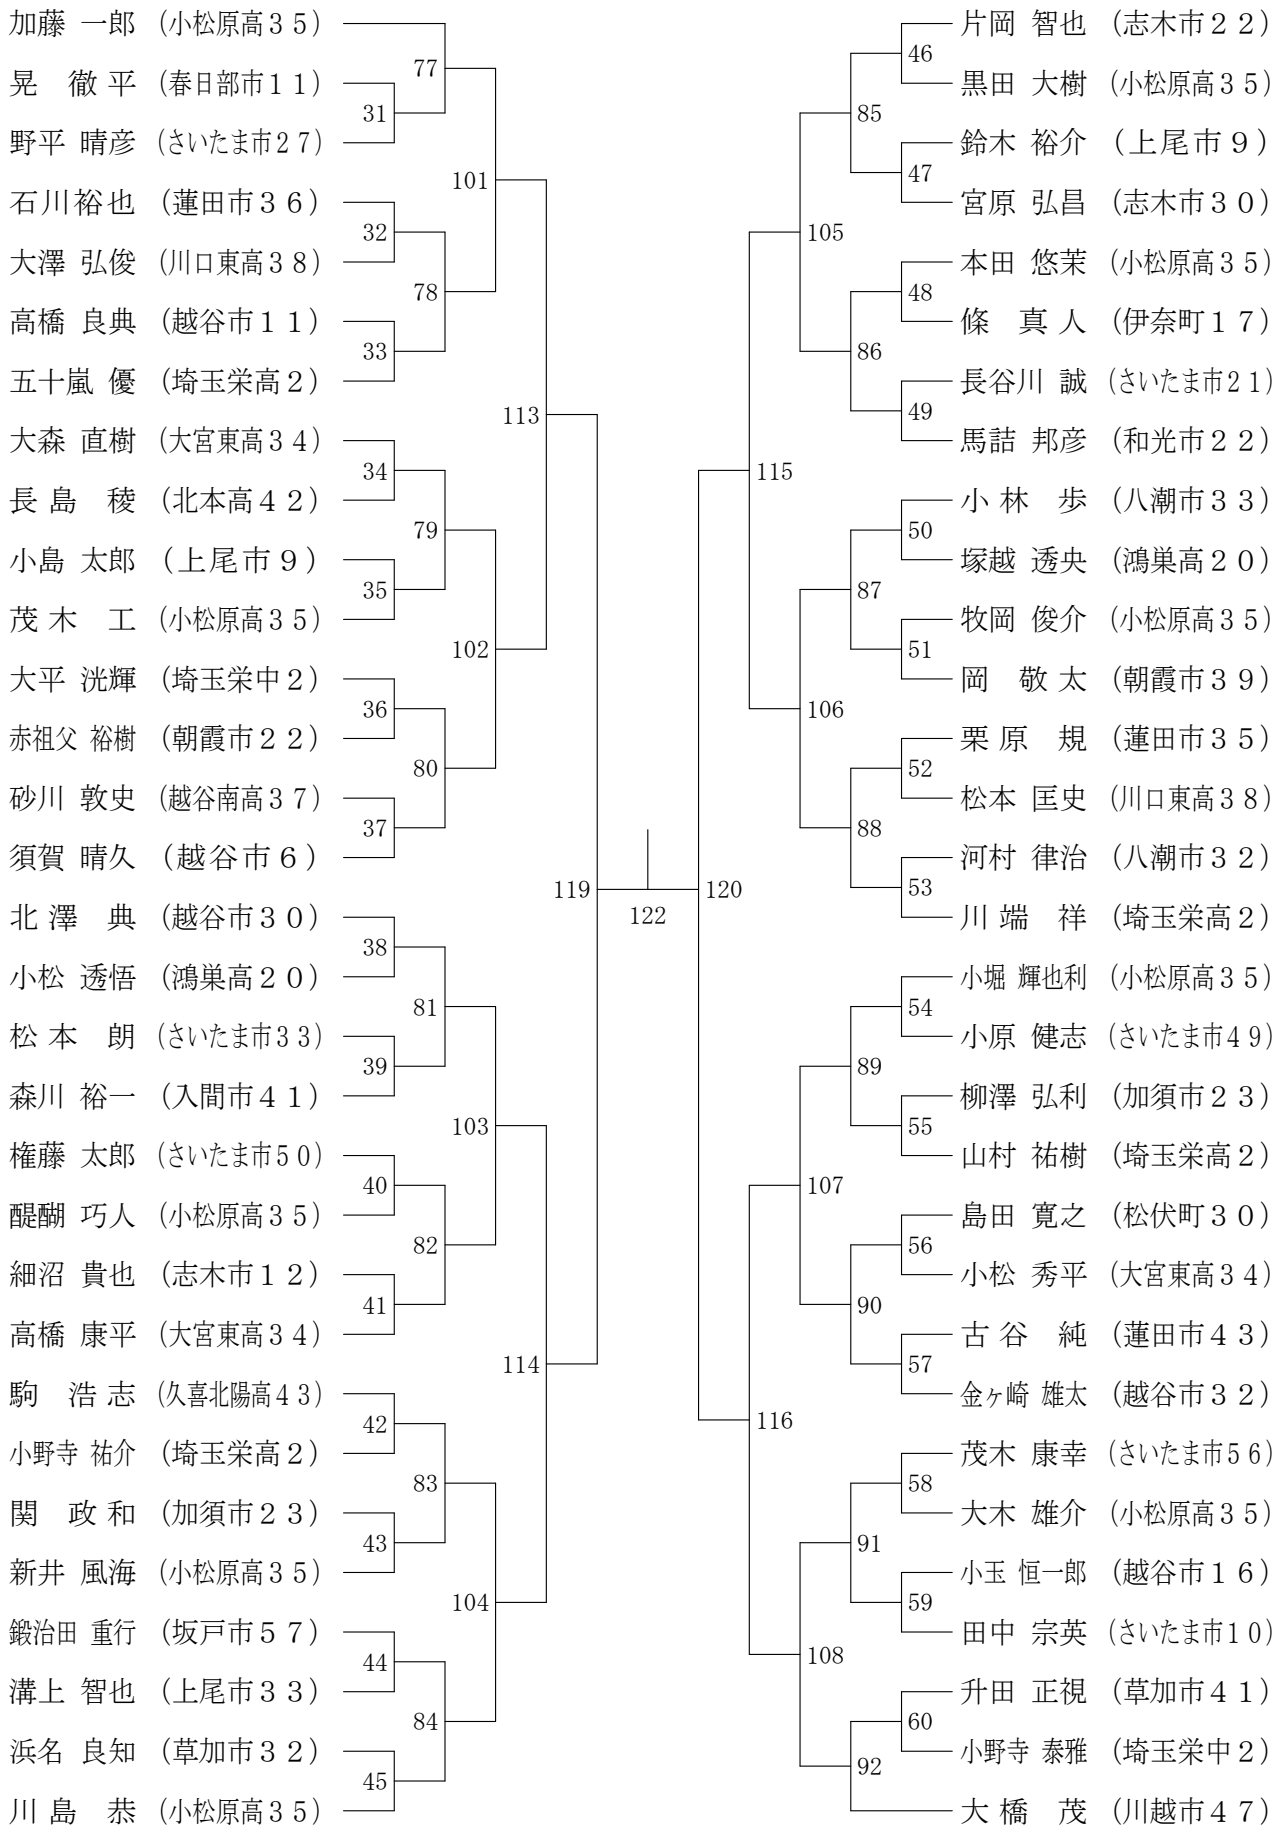 加藤 一郎 (小松原高３５)
晃 徹平 (春日部市１１)
野平 晴彦 (さいたま市２７)
石川裕也 (蓮田市３６)
大澤 弘俊 (川口東高３８)
高橋 良典 (越谷市１１)
五十嵐 優 (埼玉栄高２)
大森 直樹 (大宮東高３４)
長島 稜 (北本高４２)
小島 太郎 (上尾市９)
茂木 工 (小松原高３５)
大平 洸輝 (埼玉栄中２)
赤祖父 裕樹 (朝霞市２２)
砂川 敦史 (越谷南高３７)
須賀 晴久 (越谷市６)
北澤 典 (越谷市３０)
小松 透悟 (鴻巣高２０)
松本 朗 (さいたま市３３)
森川 裕一 (入間市４１)
権藤 太郎 (さいたま市５０)
醍醐 巧人 (小松原高３５)
細沼 貴也 (志木市１２)
高橋 康平 (大宮東高３４)
駒 浩志 (久喜北陽高４３)
小野寺 祐介 (埼玉栄高２)
関 政和 (加須市２３)
新井 風海 (小松原高３５)
鍛治田 重行 (坂戸市５７)
溝上 智也 (上尾市３３)
浜名 良知 (草加市３２)
川島 恭 (小松原高３５)
31
32
33
34
35
36
37
38
39
40
41
42
43
44
45
77
78
79
80
81
82
83
84
101
102
103
104
113
114
119
122
120
115
116
105
106
107
108
85
86
87
88
89
90
91
92
46
47
48
49
50
51
52
53
54
55
56
57
58
59
60
片岡 智也 (志木市２２)
黒田 大樹 (小松原高３５)
鈴木 裕介 (上尾市９)
宮原 弘昌 (志木市３０)
本田 悠茉 (小松原高３５)
條 真人 (伊奈町１７)
長谷川 誠 (さいたま市２１)
馬詰 邦彦 (和光市２２)
小林 歩 (八潮市３３)
塚越 透央 (鴻巣高２０)
牧岡 俊介 (小松原高３５)
岡 敬太 (朝霞市３９)
栗原 規 (蓮田市３５)
松本 匡史 (川口東高３８)
河村 律治 (八潮市３２)
川端 祥 (埼玉栄高２)
小堀 輝也利 (小松原高３５)
小原 健志 (さいたま市４９)
柳澤 弘利 (加須市２３)
山村 祐樹 (埼玉栄高２)
島田 寛之 (松伏町３０)
小松 秀平 (大宮東高３４)
古谷 純 (蓮田市４３)
金ヶ崎 雄太 (越谷市３２)
茂木 康幸 (さいたま市５６)
大木 雄介 (小松原高３５)
小玉 恒一郎 (越谷市１６)
田中 宗英 (さいたま市１０)
升田 正視 (草加市４１)
小野寺 泰雅 (埼玉栄中２)
大橋 茂 (川越市４７)